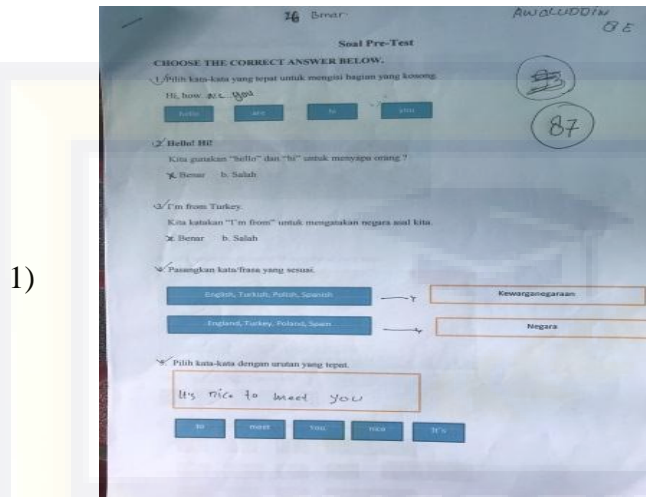 26 Benar
AWALUDDIN
8E
Soal Pre-Test
CHOOSE THE CORRECT ANSWER BELOW.
87
1. Pilih kata-kata yang tepat untuk mengisi bagian yang kosong.
Hi, how are you
hello are hi you
2. Hello! Hi!
Kita gunakan "hello" dan "hi" untuk menyapa orang ?
Benar b. Salah
3. I'm from Turkey.
Kita katakan "I'm from" untuk mengatakan negara asal kita.
Benar b. Salah
1)
4. Pasangkan kata/frasa yang sesuai.
English, Turkish, Polish, Spanish
Kewarganegaraan
England, Turkey, Poland, Spain
Negara
5. Pilih kata-kata dengan urutan yang tepat.
It's nice to meet you
to meet you, nice It's